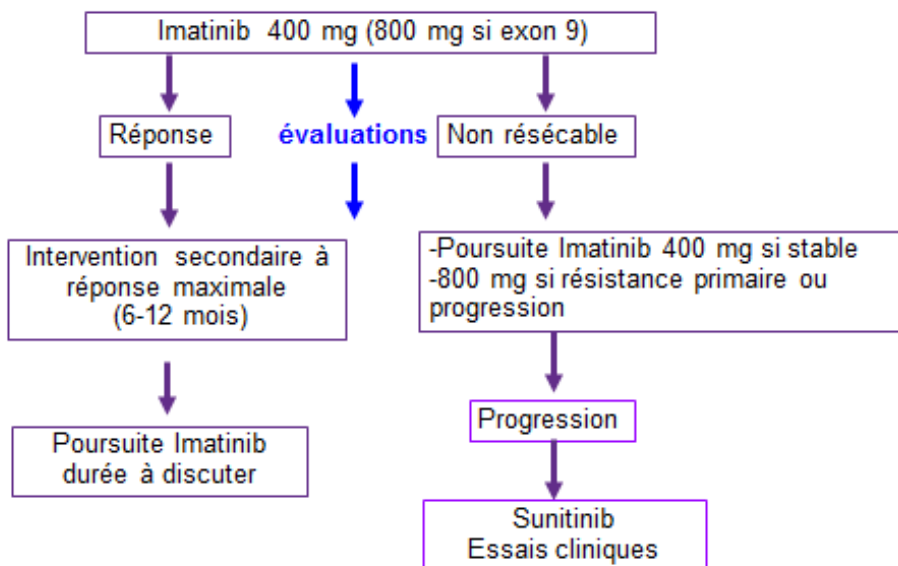 Imatinib 400 mg (800 mg si exon 9)
Réponse
évaluations
Non résécable
Intervention secondaire à
réponse maximale
(6-12 mois)
-Poursuite Imatinib 400 mg si stable
-800 mg si résistance primaire ou
progression
Poursuite Imatinib
durée à discuter
Progression
Sunitinib
Essais cliniques